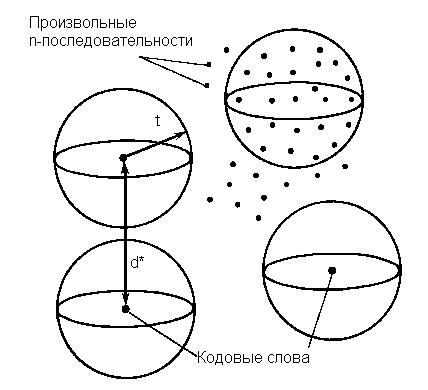 Произвольные
n-последовательности
t
d*
Кодовые слова